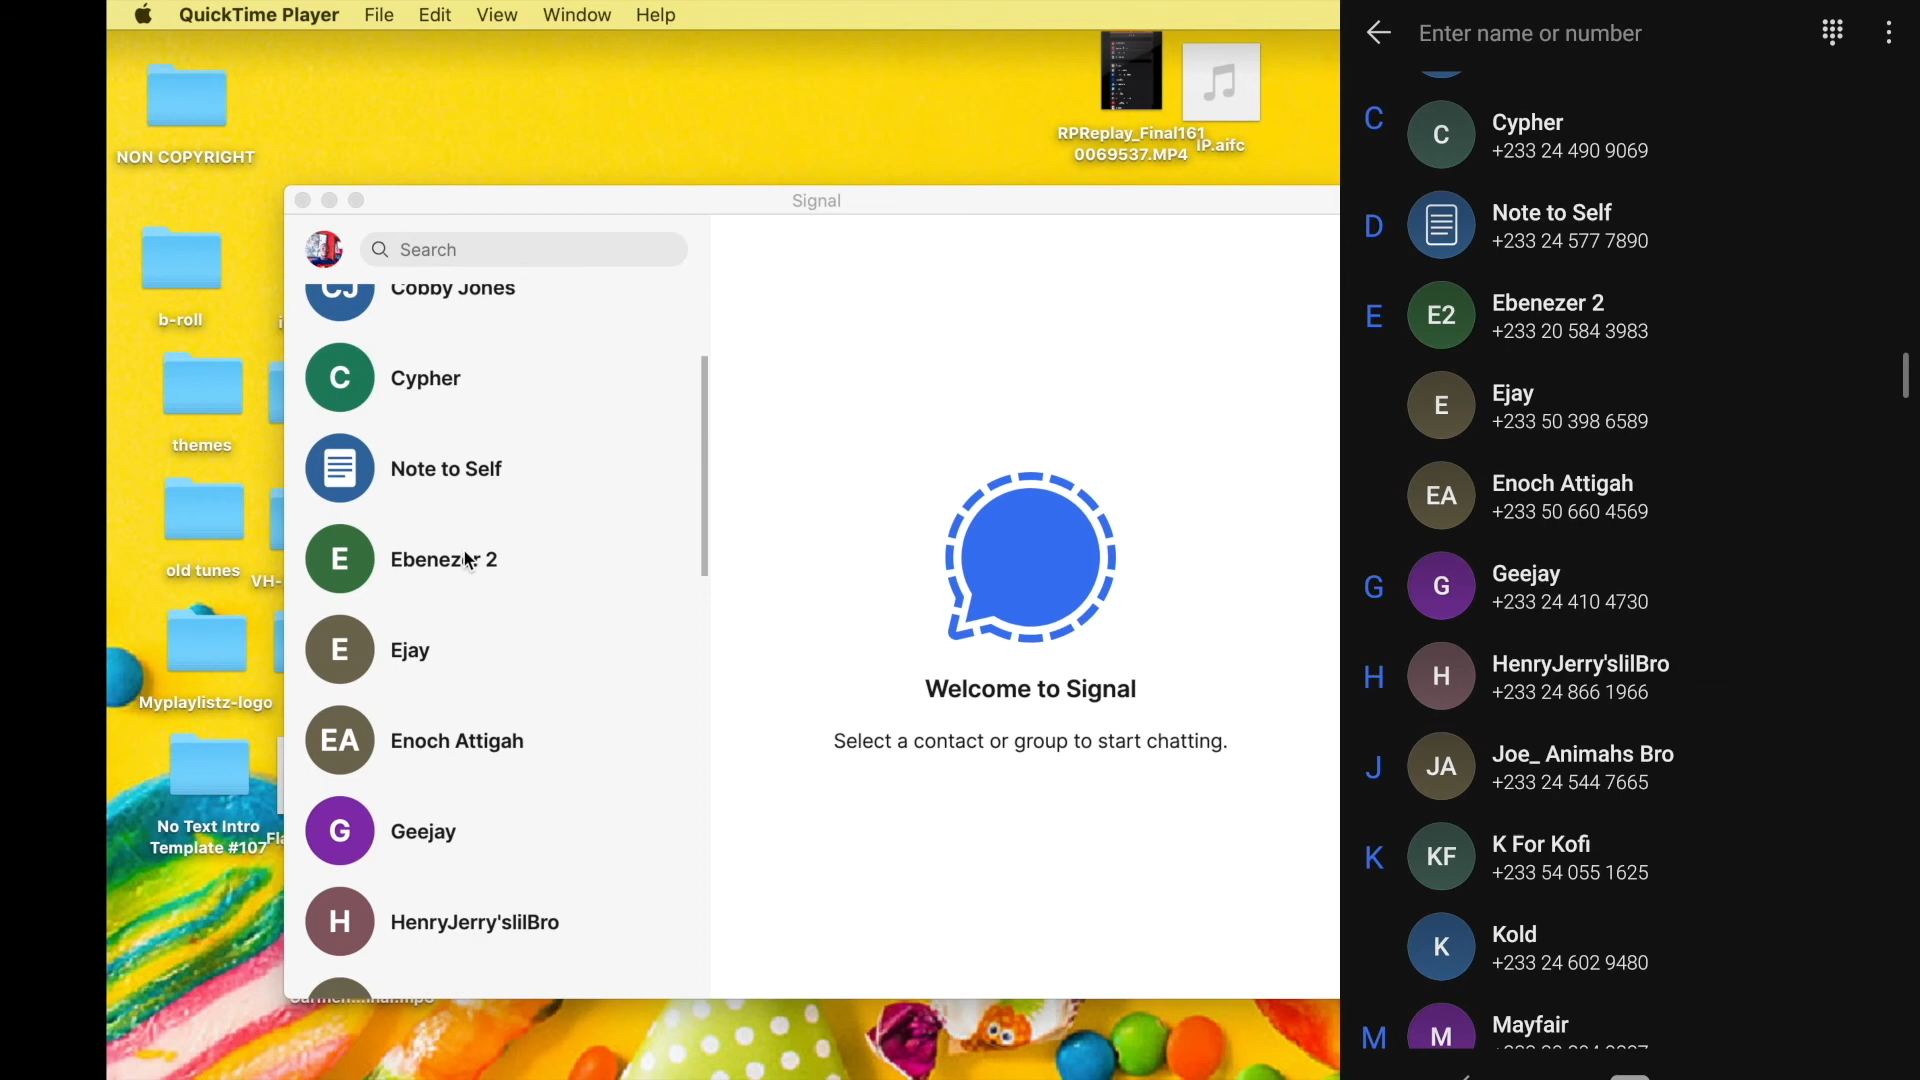 QuickTime Player File Edit View Window Help
NON COPYRIGHT
RPReplay_Final161
0069537.MP4
IP.aifc
b-roll
themes
old tunes
VH-
Myplaylistz-logo
No Text Intro
Template #107
Signal
Search
Cobby Jones
CJ
C
Cypher
Note to Self
E
Ebenezer 2
E
Ejay
EA
Enoch Attigah
G
Geejay
H
HenryJerry'slilBro
Welcome to Signal
Select a contact or group to start chatting.
Enter name or number
C
C
Cypher
+233 24 490 9069
D
Note to Self
+233 24 577 7890
E
E2
Ebenezer 2
+233 20 584 3983
E
Ejay
+233 50 398 6589
EA
Enoch Attigah
+233 50 660 4569
G
G
Geejay
+233 24 410 4730
H
H
HenryJerry'slilBro
+233 24 866 1966
J
JA
Joe_ Animahs Bro
+233 24 544 7665
K
KF
K For Kofi
+233 54 055 1625
K
Kold
+233 24 602 9480
M
M
Mayfair